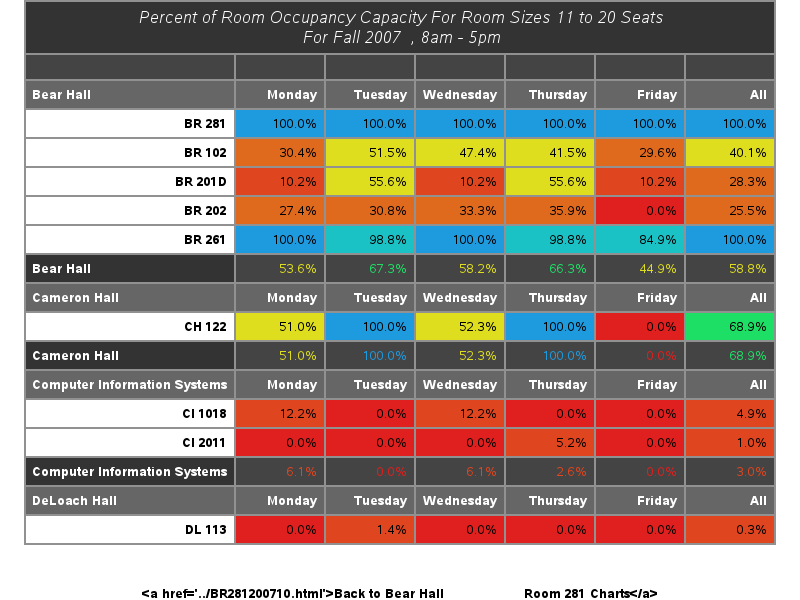 Percent of Room Occupancy Capacity For Room Sizes 11 to 20 Seats
For Fall 2007 , 8am - 5pm
Bear Hall Monday Tuesday Wednesday Thursday Friday All
BR 281 100.0% 100.0% 100.0% 100.0% 100.0% 100.0%
BR 102 30.4% 51.5% 47.4% 41.5% 29.6% 40.1%
BR 201D 10.2% 55.6% 10.2% 55.6% 10.2% 28.3%
BR 202 27.4% 30.8% 33.3% 35.9% 0.0% 25.5%
BR 261 100.0% 98.8% 100.0% 98.8% 84.9% 100.0%
Bear Hall 53.6% 67.3% 58.2% 66.3% 44.9% 58.8%
Cameron Hall Monday Tuesday Wednesday Thursday Friday All
CH 122 51.0% 100.0% 52.3% 100.0% 0.0% 68.9%
Cameron Hall 51.0% 100.0% 52.3% 100.0% 0.0% 68.9%
Computer Information Systems Monday Tuesday Wednesday Thursday Friday All
CI 1018 12.2% 0.0% 12.2% 0.0% 0.0% 4.9%
CI 2011 0.0% 0.0% 0.0% 5.2% 0.0% 1.0%
Computer Information Systems 6.1% 0.0% 6.1% 2.6% 0.0% 3.0%
DeLoach Hall Monday Tuesday Wednesday Thursday Friday All
DL 113 0.0% 1.4% 0.0% 0.0% 0.0% 0.3%
<a href='../BR281200710.html'>Back to Bear Hall Room 281 Charts</a>